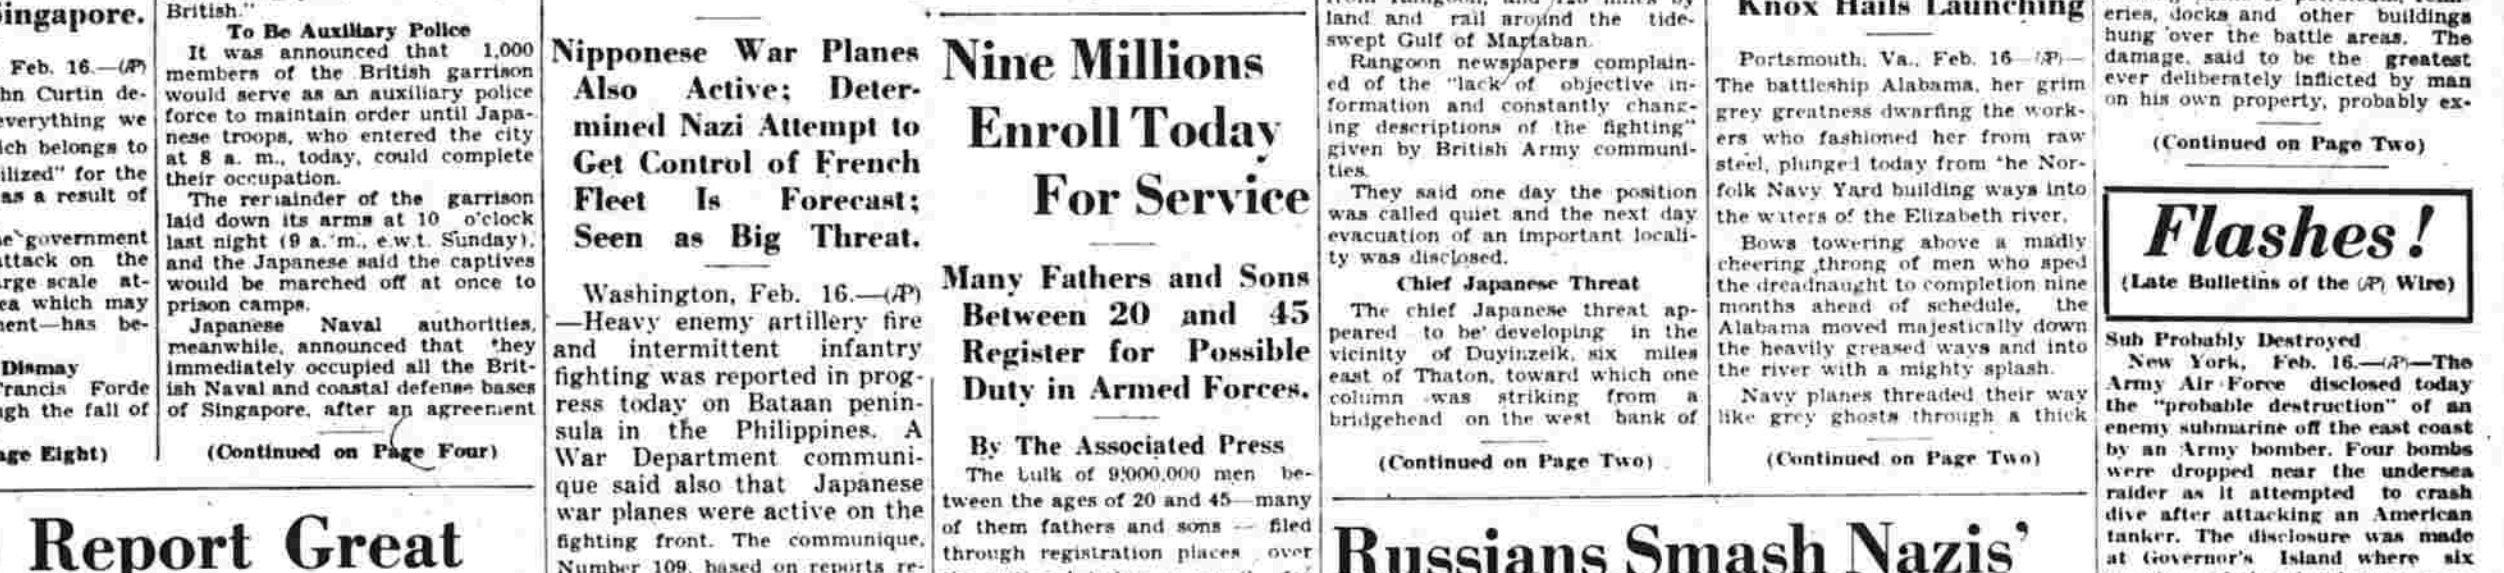 ingapore.
Feb. 16.—(AP)
hn Curtin de-
everything we
ich belongs to
ilized" for the
as a result of
government
attack on the
rge scale at-
ea which may
ment—has be-
Dismay
Francis Forde
gh the fall of
age Eight)
British."
To Be Auxiliary Police
It was announced that 1,000
members of the British garrison
would serve as an auxiliary police
force to maintain order until Japa-
nese troops, who entered the city
at 8 a. m., today, could complete
their occupation.
The remainder of the garrison
laid down its arms at 10 o'clock
last night (9 a. m., e.w.t. Sunday),
and the Japanese said the captives
would be marched off at once to
prison camps.
Japanese Naval authorities,
meanwhile, announced that they
immediately occupied all the Brit-
ish Naval and coastal defense bases
of Singapore, after an agreement
(Continued on Page Four)
Report Great
Nipponese War Planes
Also Active; Deter-
mined Nazi Attempt to
Get Control of French
Fleet Is Forecast;
Seen as Big Threat.
Washington, Feb. 16.—(AP)
—Heavy enemy artillery fire
and intermittent infantry
fighting was reported in prog-
ress today on Bataan penin-
sula in the Philippines. A
War Department communi-
que said also that Japanese
war planes were active on the
fighting front. The communique,
Number 109, based on reports re-
Nine Millions
Enroll Today
For Service
Many Fathers and Sons
Between 20 and 45
Register for Possible
Duty in Armed Forces.
By The Associated Press
The bulk of 9,000,000 men be-
tween the ages of 20 and 45—many
of them fathers and sons — filed
through registration places over
land and rail around the tide-
swept Gulf of Martaban.
Rangoon newspapers complain-
ed of the "lack of objective in-
formation and constantly chang-
ing descriptions of the fighting"
given by British Army communi-
ties.
They said one day the position
was called quiet and the next day
evacuation of an important locali-
ty was disclosed.
Chief Japanese Threat
The chief Japanese threat ap-
peared to be developing in the
vicinity of Duyinzeik, six miles
east of Thaton, toward which one
column was striking from a
bridgehead on the west bank of
(Continued on Page Two)
Knox Hails Launching
Portsmouth, Va., Feb. 16—(AP)—
The battleship Alabama, her grim
grey greatness dwarfing the work-
ers who fashioned her from raw
steel, plunged today from the Nor-
folk Navy Yard building ways into
the waters of the Elizabeth river.
Bows towering above a madly
cheering throng of men who sped
the dreadnaught to completion nine
months ahead of schedule, the
Alabama moved majestically down
the heavily greased ways and into
the river with a mighty splash.
Navy planes threaded their way
like grey ghosts through a thick
(Continued on Page Two)
Russians Smash Nazis'
eries, docks and other buildings
hung over the battle areas. The
damage, said to be the greatest
ever deliberately inflicted by man
on his own property, probably ex-
(Continued on Page Two)
Flashes!
(Late Bulletins of the (AP) Wire)
Sub Probably Destroyed
New York, Feb. 16.—(AP)—The
Army Air Force disclosed today
the "probable destruction" of an
enemy submarine off the east coast
by an Army bomber. Four bombs
were dropped near the undersea
raider as it attempted to crash
dive after attacking an American
tanker. The disclosure was made
at Governor's Island where six